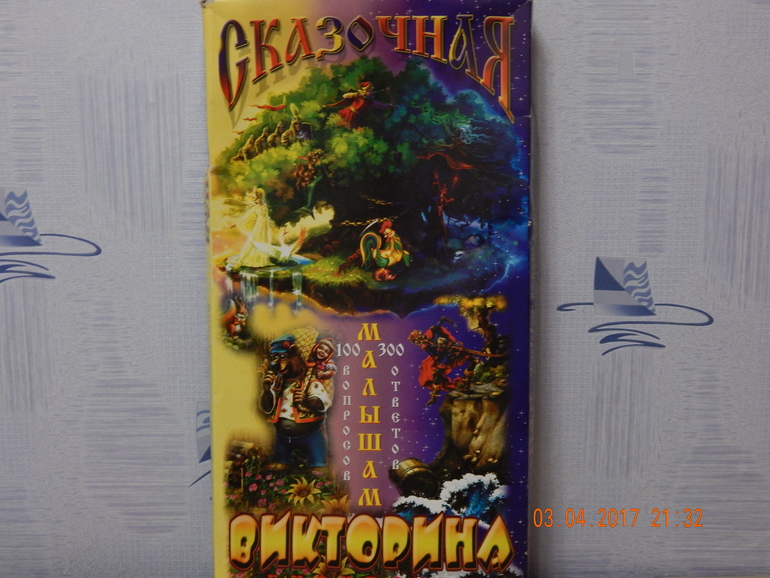 СКАЗОЧНАЯ
100 ВОПРОСОВ
МАЛЫШАМ
300 ОТВЕТОВ
ВИКТОРИНА
03.04.2017 21:32